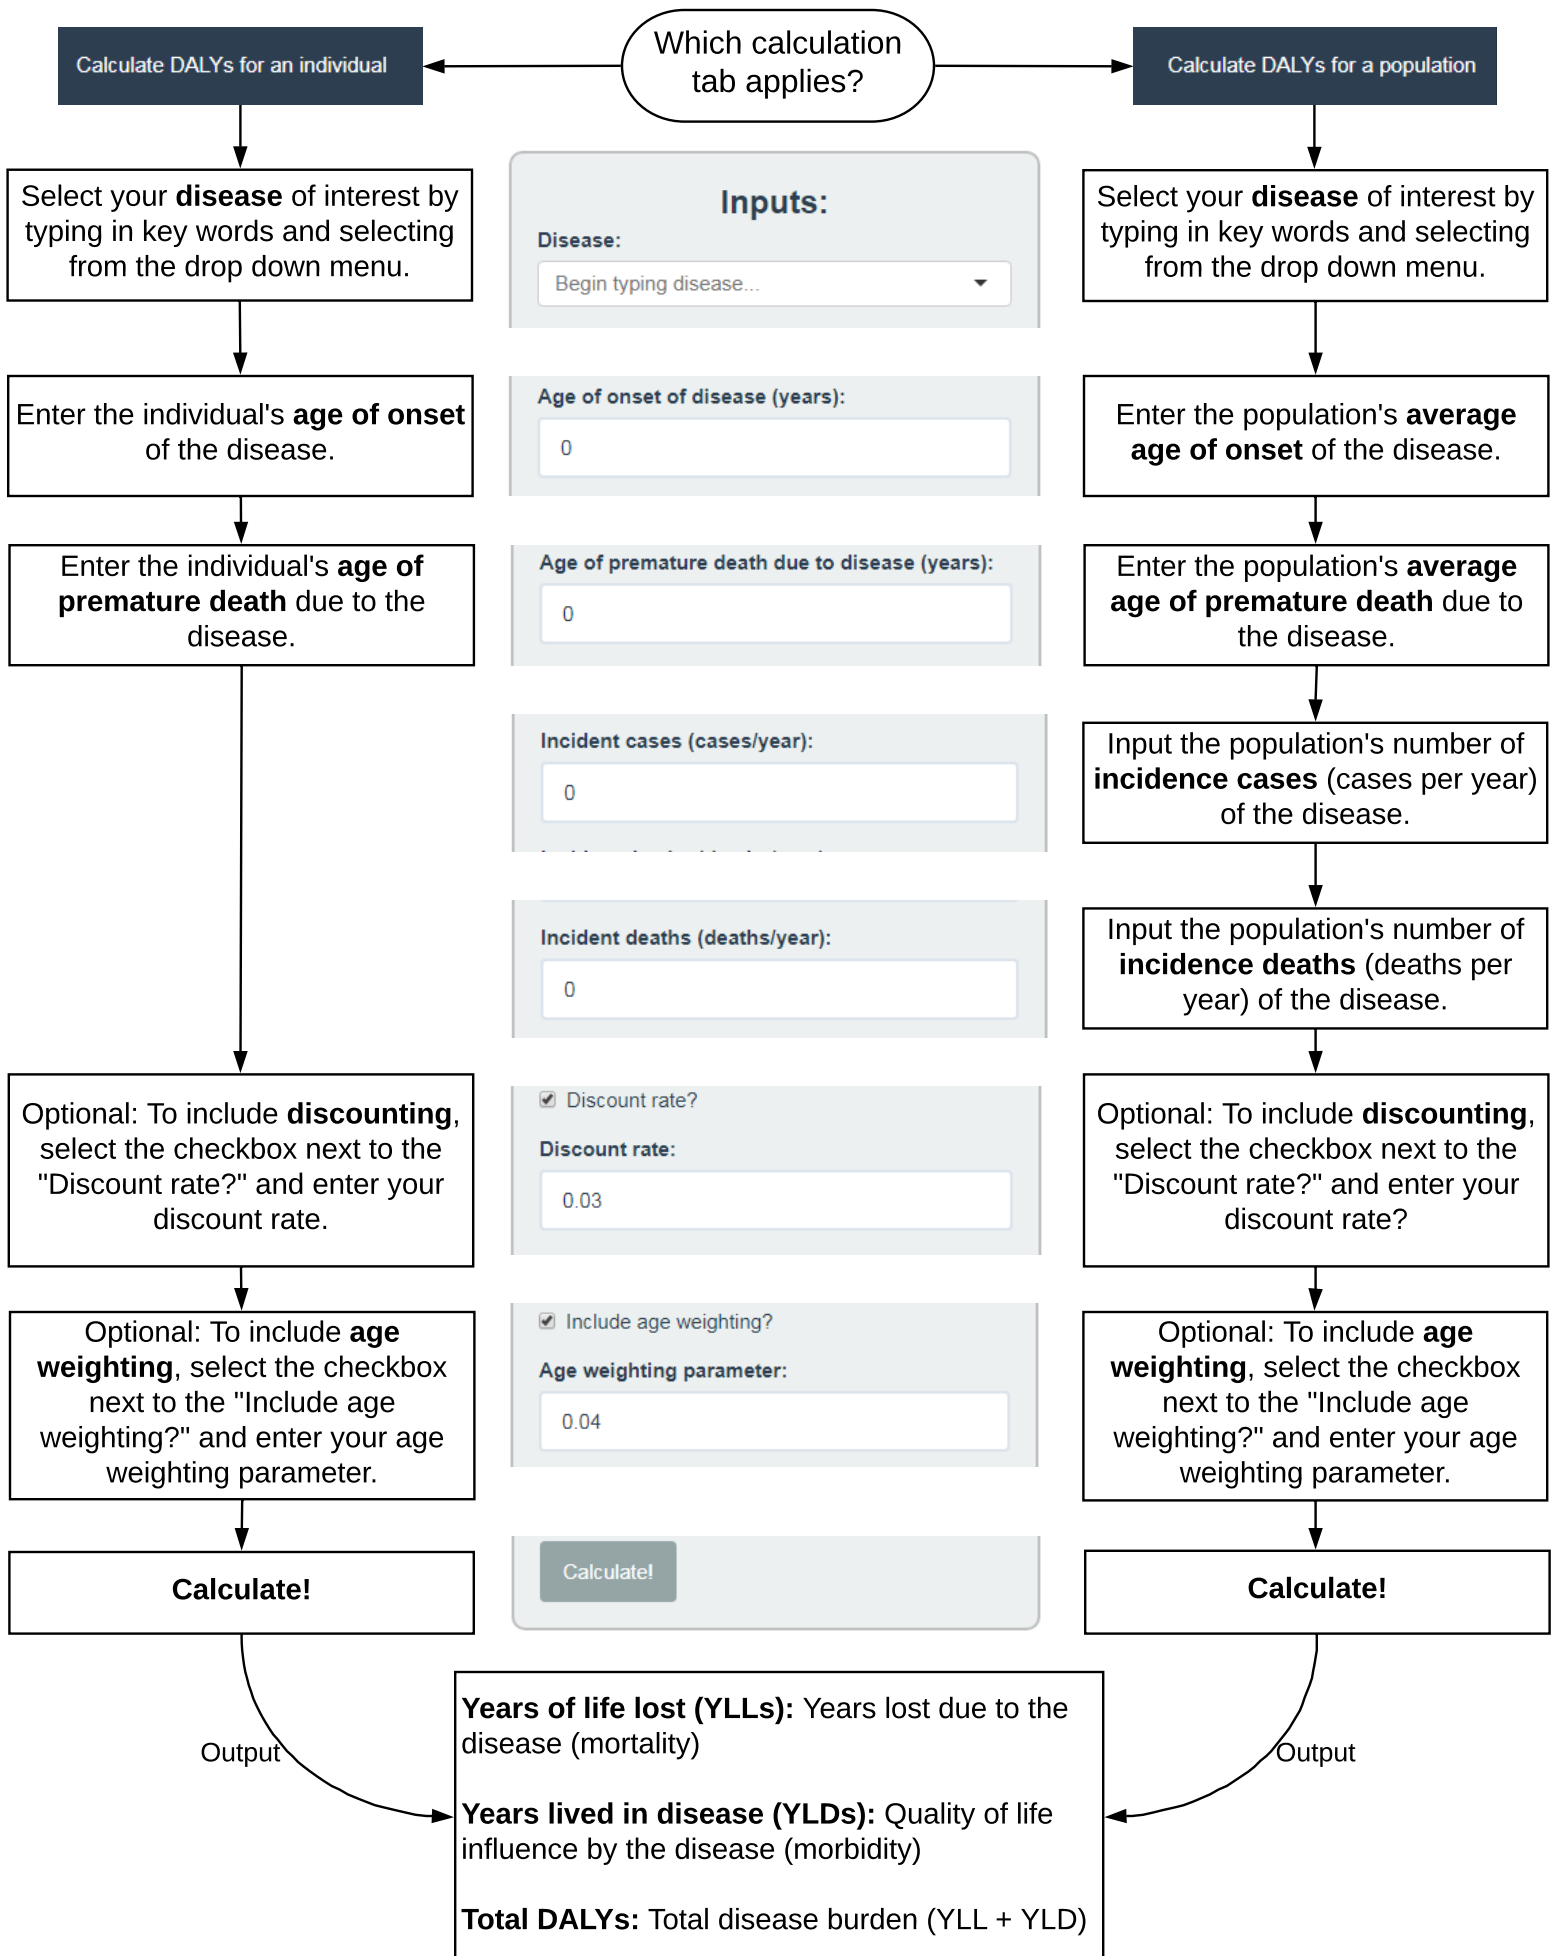 Which calculation
tab applies?
Calculate DALYs for an individual
Select your disease of interest by
typing in key words and selecting
from the drop down menu.
Enter the individual's age of onset
of the disease.
Enter the individual's age of
premature death due to the
disease.
Optional: To include discounting,
select the checkbox next to the
"Discount rate?" and enter your
discount rate.
Optional: To include age
weighting, select the checkbox
next to the "Include age
weighting?" and enter your age
weighting parameter.
Calculate!
Output
Inputs:
Disease:
Begin typing disease...
Age of onset of disease (years):
0
Age of premature death due to disease (years):
0
Incident cases (cases/year):
0
Incident deaths (deaths/year):
0
Discount rate?
Discount rate:
0.03
Include age weighting?
Age weighting parameter:
0.04
Calculate!
Calculate DALYs for a population
Select your disease of interest by
typing in key words and selecting
from the drop down menu.
Enter the population's average
age of onset of the disease.
Enter the population's average
age of premature death due to
the disease.
Input the population's number of
incidence cases (cases per year)
of the disease.
Input the population's number of
incidence deaths (deaths per
year) of the disease.
Optional: To include discounting,
select the checkbox next to the
"Discount rate?" and enter your
discount rate?
Optional: To include age
weighting, select the checkbox
next to the "Include age
weighting?" and enter your age
weighting parameter.
Calculate!
Output
Years of life lost (YLLs): Years lost due to the
disease (mortality)
Years lived in disease (YLDs): Quality of life
influence by the disease (morbidity)
Total DALYs: Total disease burden (YLL + YLD)